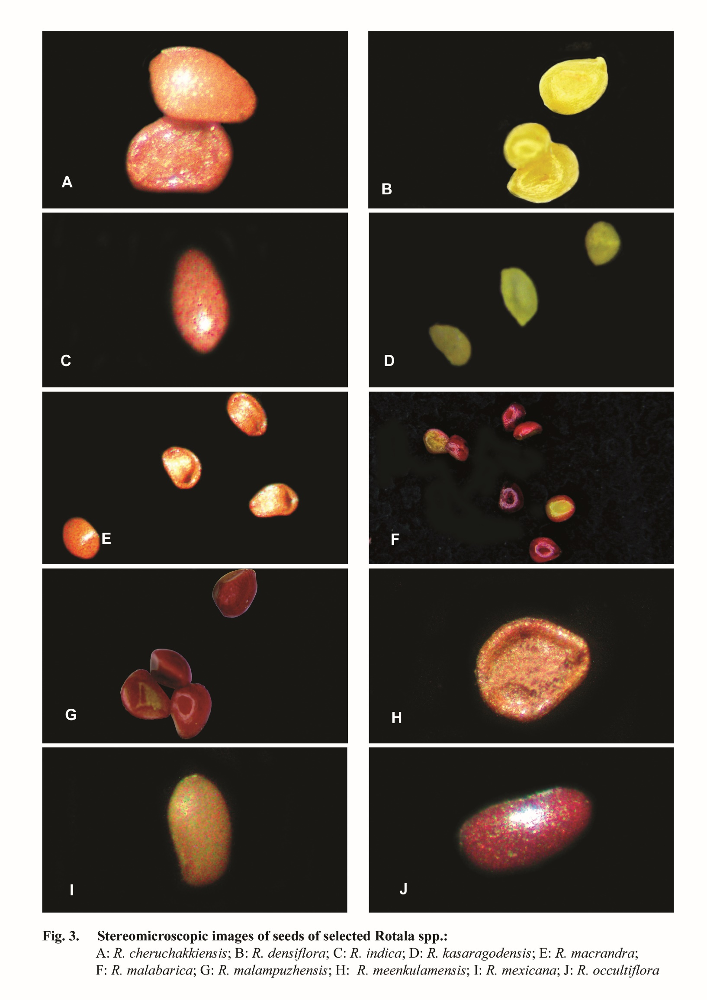 A
B
C
D
E
F
G
H
I
J
Fig. 3. Stereomicroscopic images of seeds of selected Rotala spp.:
A: R. cheruchakkiensis; B: R. densiflora; C: R. indica; D: R. kasaragodensis; E: R. macrandra;
F: R. malabarica; G: R. malampuzhensis; H: R. meenkulamensis; I: R. mexicana; J: R. occultiflora